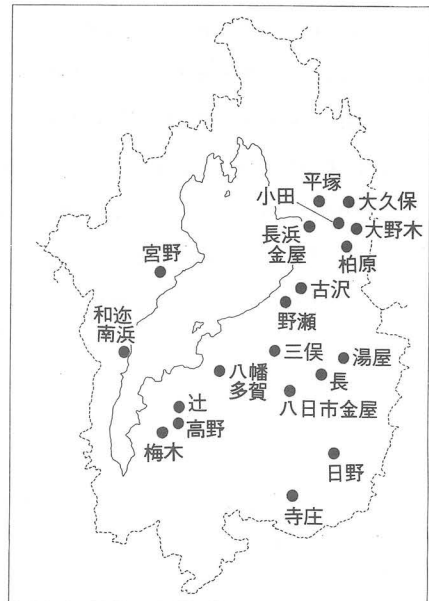 平塚
小田
大久保
長浜
金屋
大野木
柏原
宮野
古沢
野瀬
和迩
南浜
三俣
湯屋
八幡
多賀
長
八日市金屋
辻
高野
梅木
日野
寺庄